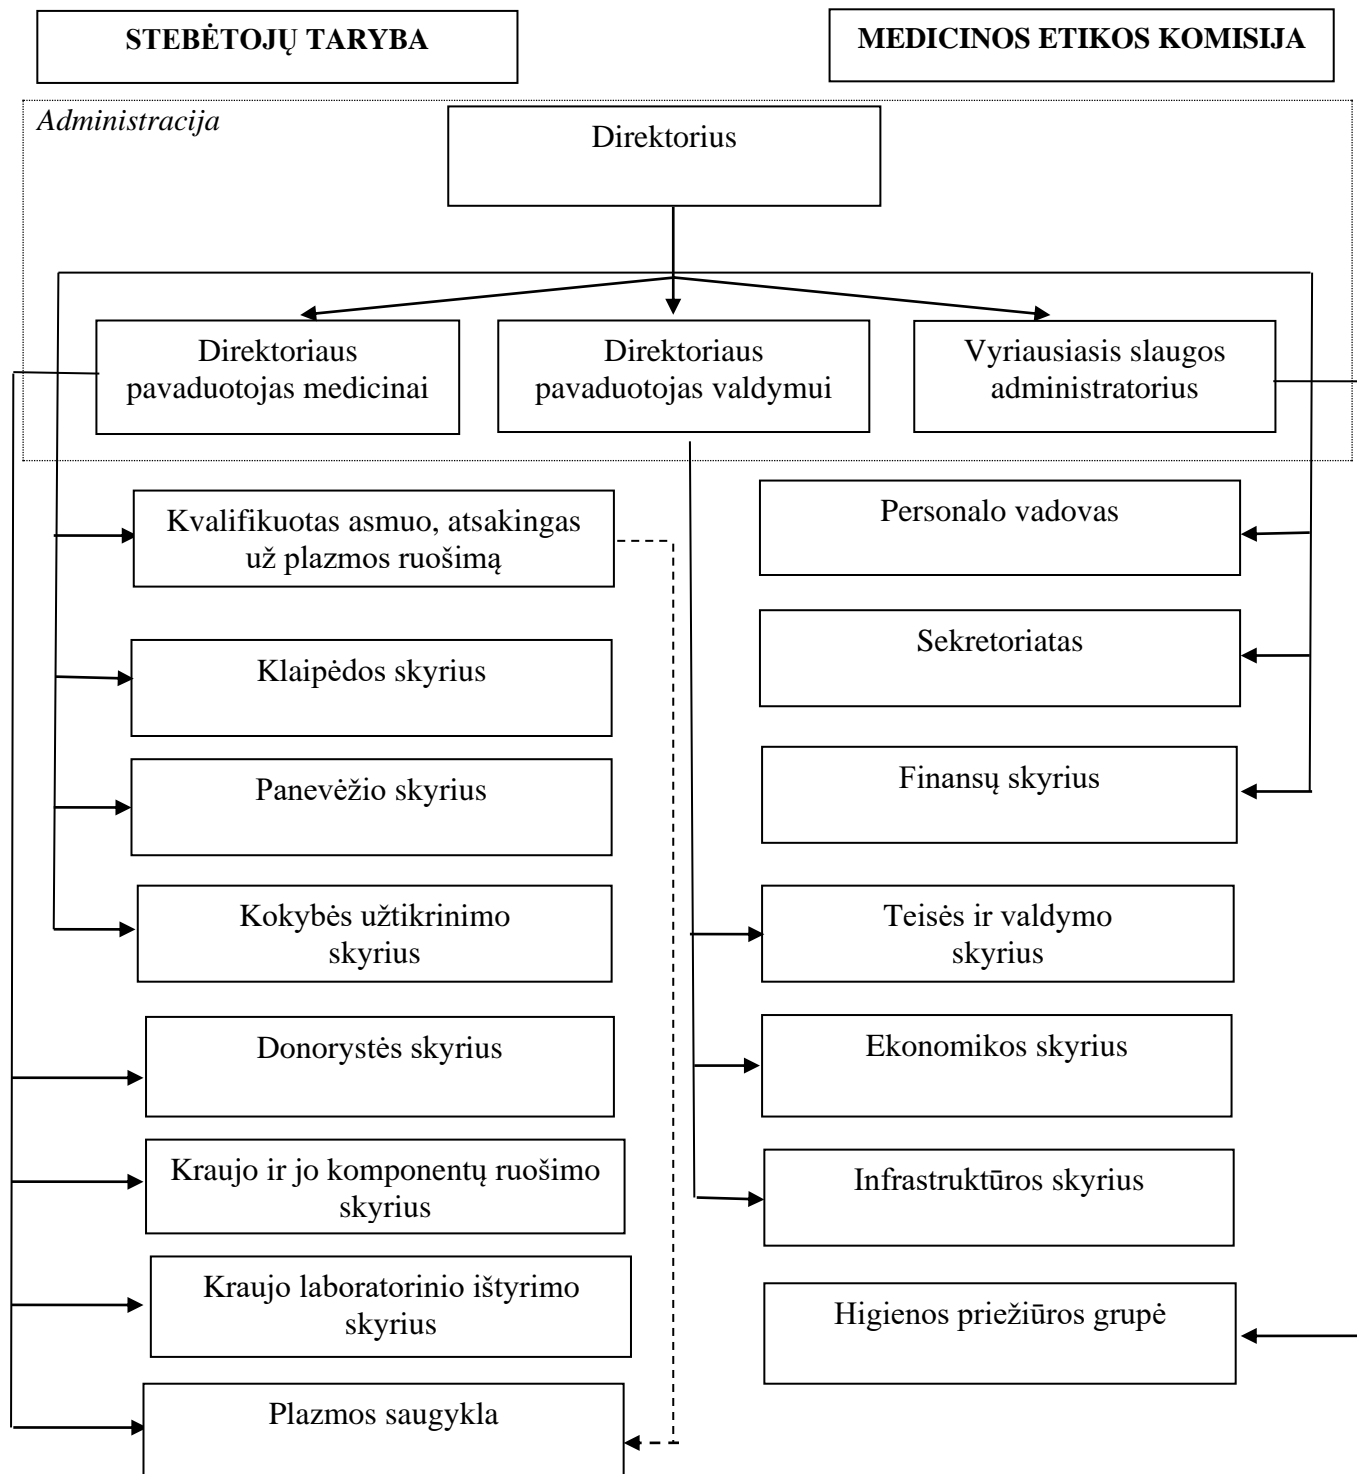 STEBĖTOJŲ TARYBA
MEDICINOS ETIKOS KOMISIJA
Administracija
Direktorius
Direktoriaus
pavaduotojas medicinai
Direktoriaus
pavaduotojas valdymui
Vyriausiasis slaugos
administratorius
Kvalifikuotas asmuo, atsakingas
už plazmos ruošimą
Personalo vadovas
Klaipėdos skyrius
Sekretoriatas
Panevėžio skyrius
Finansų skyrius
Kokybės užtikrinimo
skyrius
Teisės ir valdymo
skyrius
Donorystės skyrius
Ekonomikos skyrius
Kraujo ir jo komponentų ruošimo
skyrius
Infrastruktūros skyrius
Kraujo laboratorinio ištyrimo
skyrius
Higienos priežiūros grupė
Plazmos saugykla